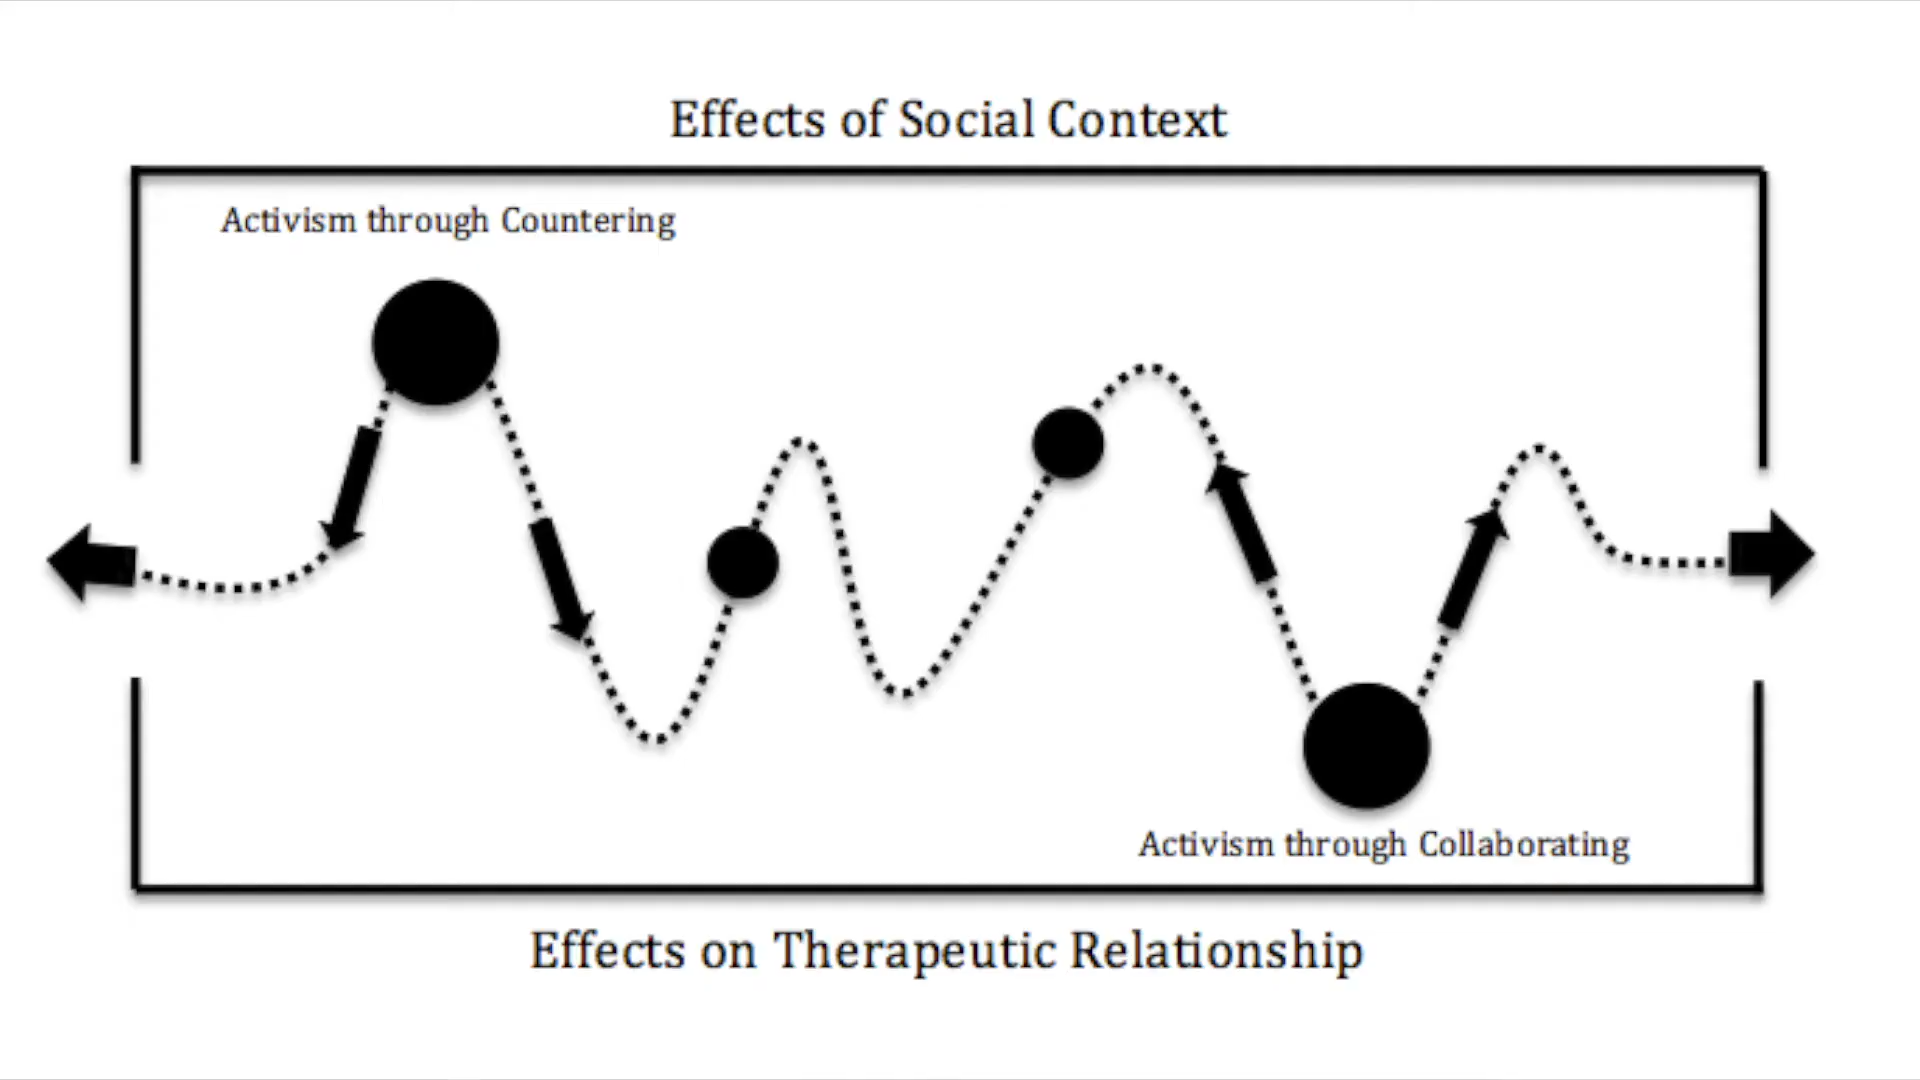 Effects of Social Context
Activism through Countering
Activism through Collaborating
Effects on Therapeutic Relationship